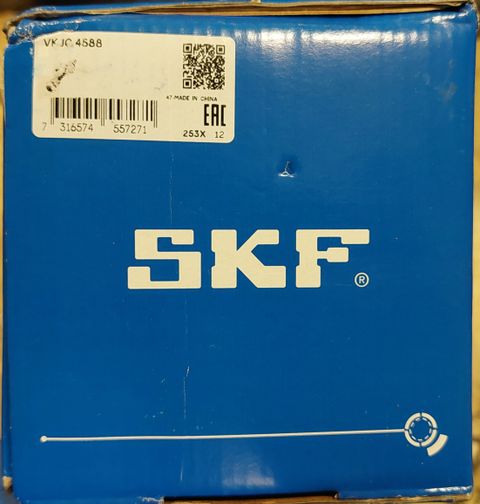 VKJC 4588
47-MADE IN CHINA
EAC
7 316574 557271
253X 12
SKF®